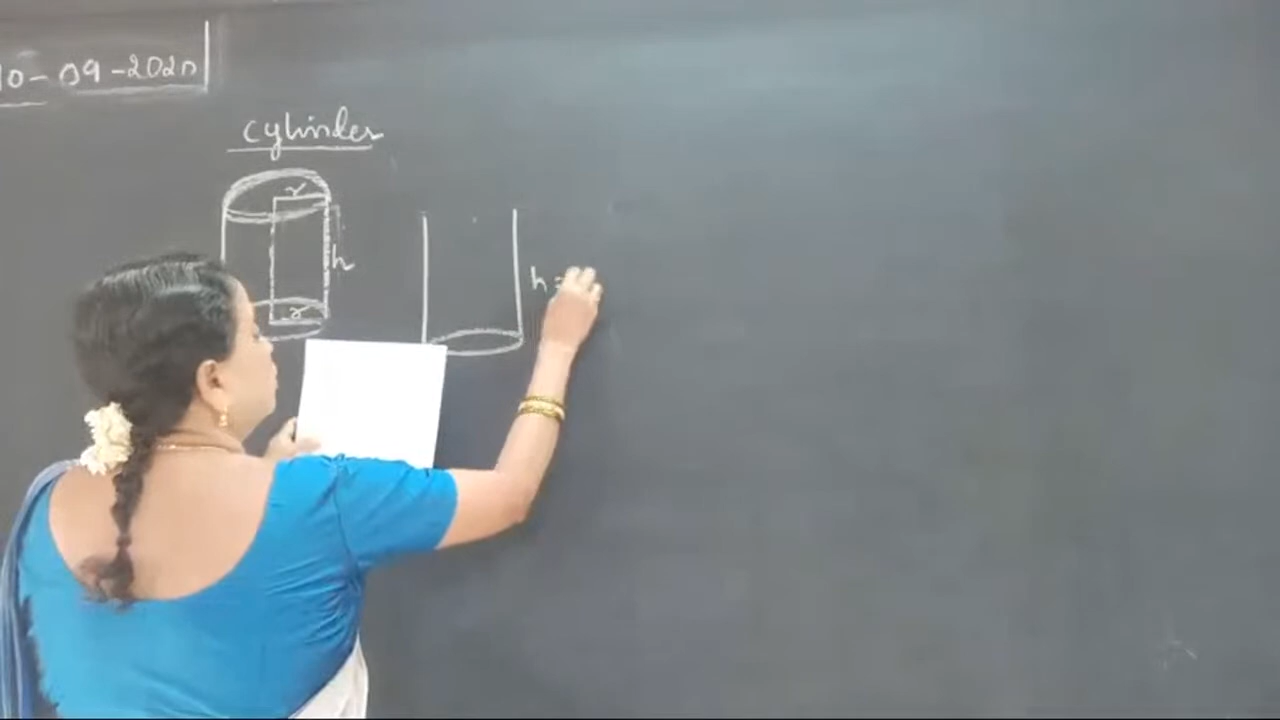 10-09-2020
cylinder
r
h
r
h =